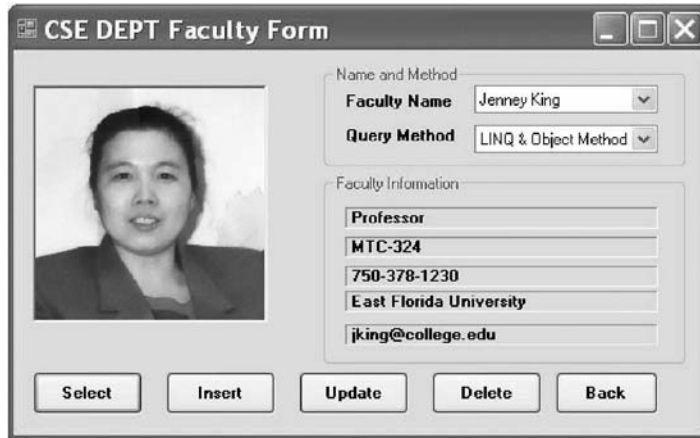 CSE DEPT Faculty Form
Name and Method
Faculty Name Jenney King
Query Method LINQ & Object Method
Faculty Information
Professor
MTC-324
750-378-1230
East Florida University
jking@college.edu
Select Insert Update Delete Back